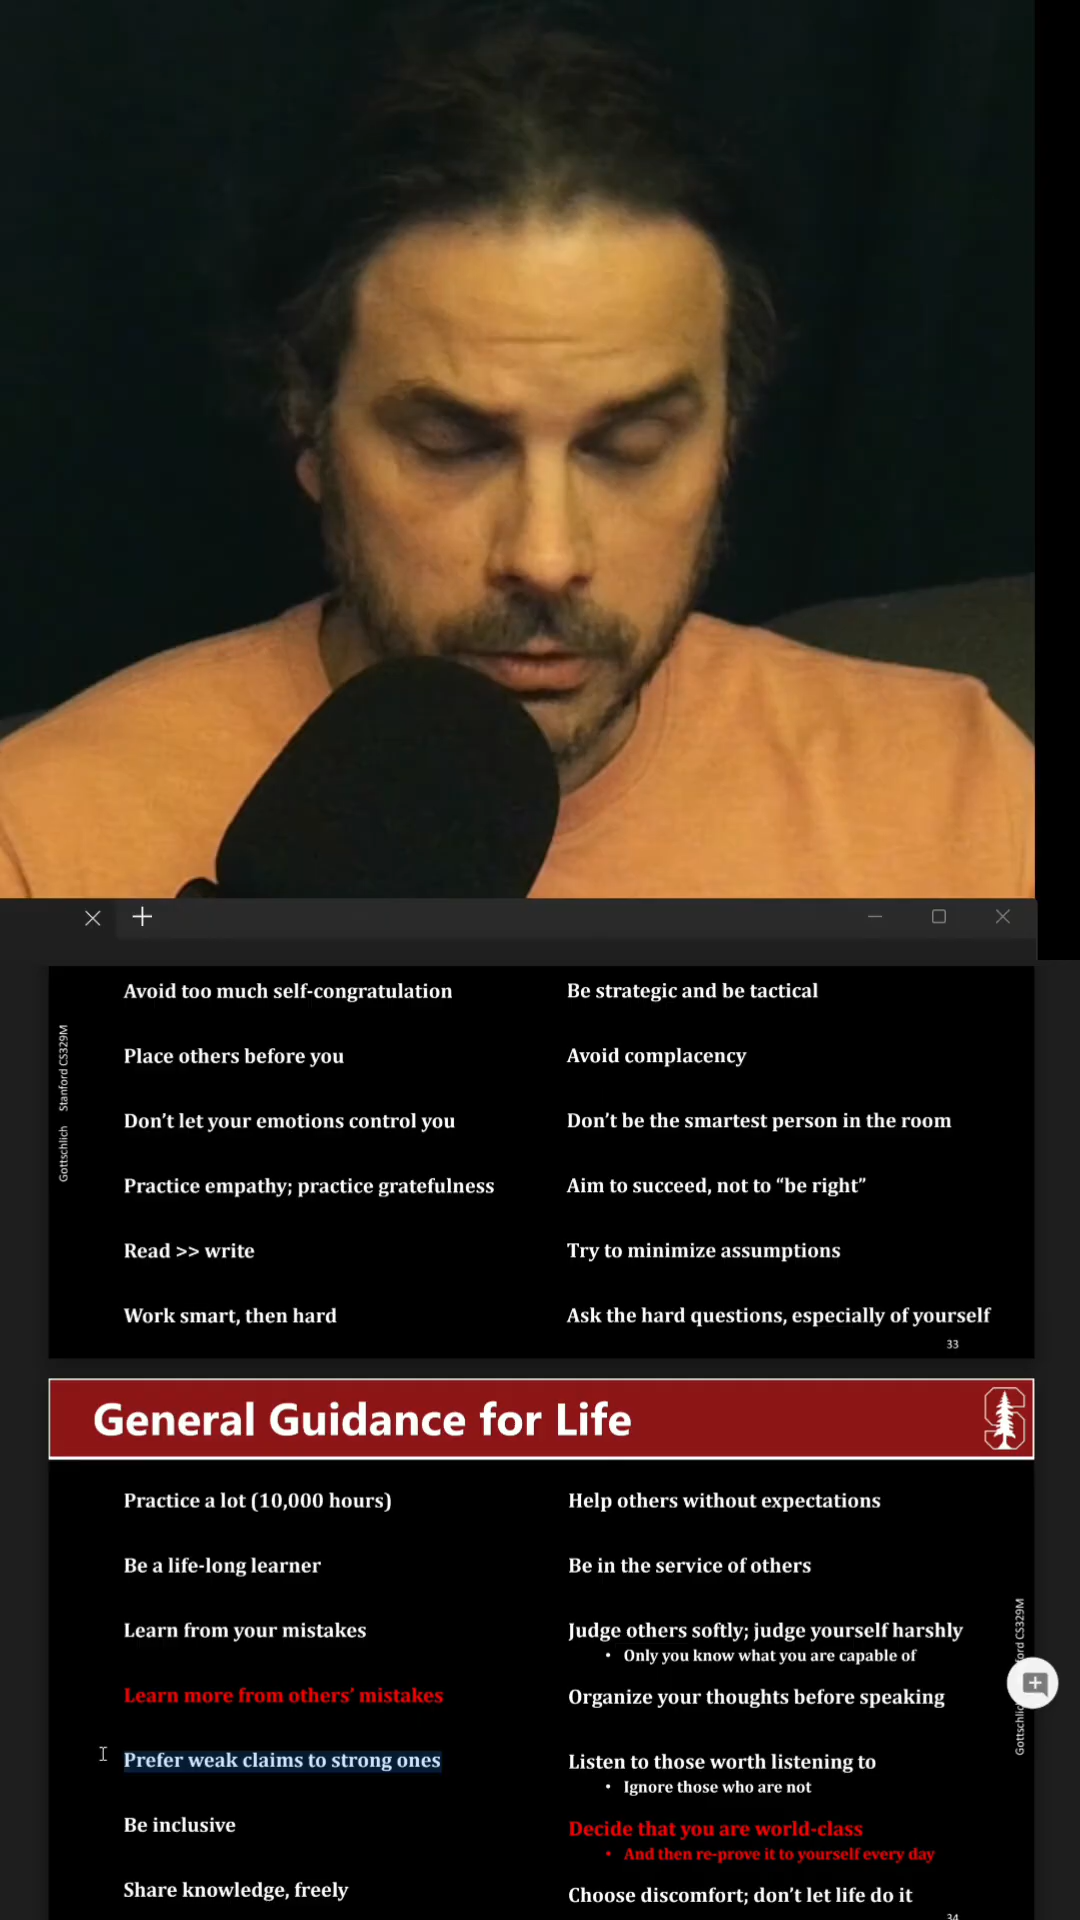 Avoid too much self-congratulation
Be strategic and be tactical
Place others before you
Avoid complacency
Don't let your emotions control you
Don't be the smartest person in the room
Practice empathy; practice gratefulness
Aim to succeed, not to “be right”
Read >> write
Try to minimize assumptions
Work smart, then hard
Ask the hard questions, especially of yourself
33
Gottschlich Stanford CS329M
General Guidance for Life
Practice a lot (10,000 hours)
Help others without expectations
Be a life-long learner
Be in the service of others
Learn from your mistakes
Judge others softly; judge yourself harshly
• Only you know what you are capable of
Learn more from others’ mistakes
Organize your thoughts before speaking
Prefer weak claims to strong ones
Listen to those worth listening to
• Ignore those who are not
Be inclusive
Decide that you are world-class
• And then re-prove it to yourself every day
Share knowledge, freely
Choose discomfort; don’t let life do it
CS329M